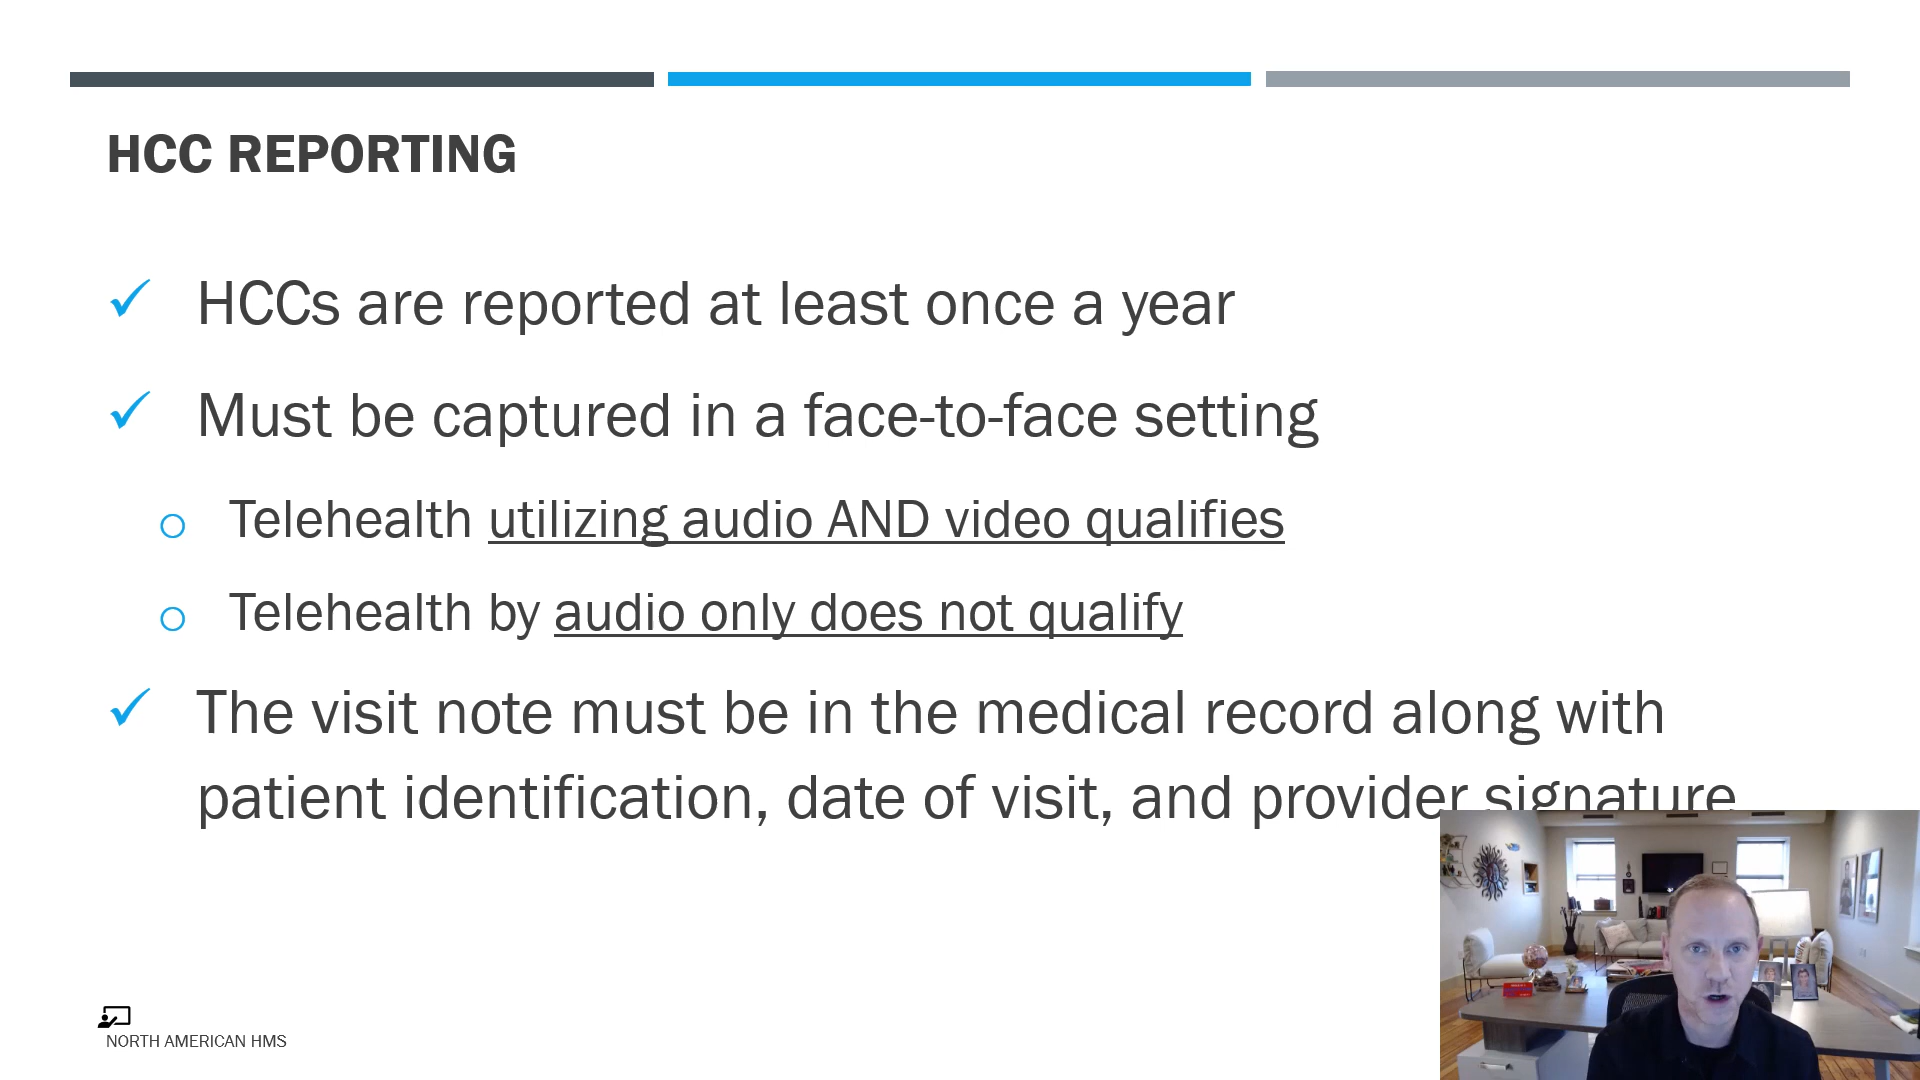 HCC REPORTING
HCCs are reported at least once a year
Must be captured in a face-to-face setting
Telehealth utilizing audio AND video qualifies
Telehealth by audio only does not qualify
The visit note must be in the medical record along with
patient identification, date of visit, and provider signature
NORTH AMERICAN HMS